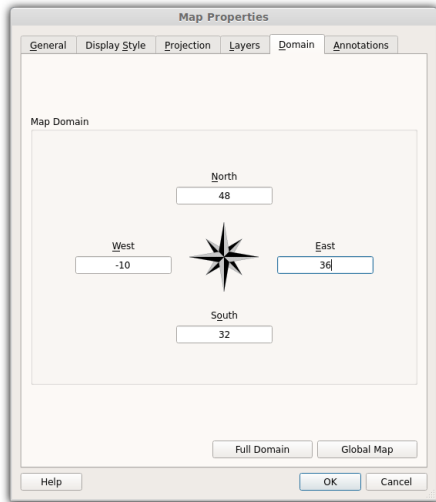 Map Properties
General Display Style Projection Layers Domain Annotations
Map Domain
North
48
West East
-10 36
South
32
Full Domain Global Map
Help OK Cancel